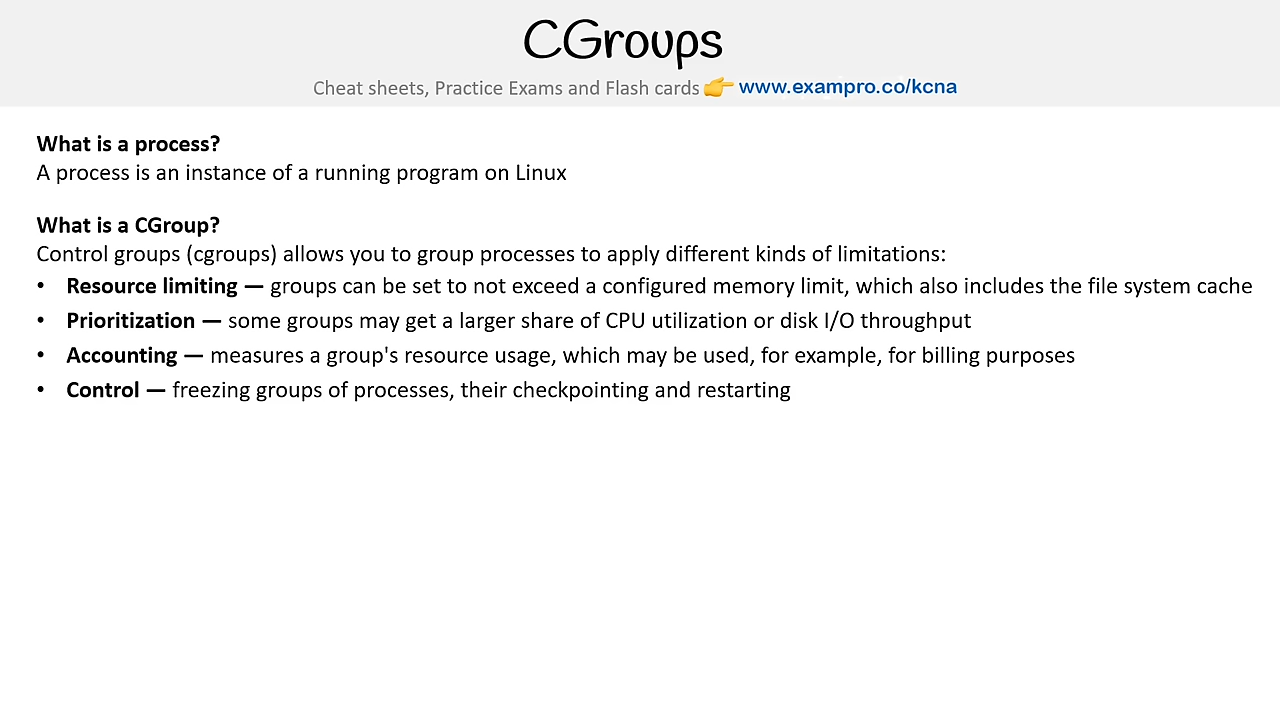 CGroups
Cheat sheets, Practice Exams and Flash cards 👉 www.exampro.co/kcna
What is a process?
A process is an instance of a running program on Linux
What is a CGroup?
Control groups (cgroups) allows you to group processes to apply different kinds of limitations:
• Resource limiting — groups can be set to not exceed a configured memory limit, which also includes the file system cache
• Prioritization — some groups may get a larger share of CPU utilization or disk I/O throughput
• Accounting — measures a group's resource usage, which may be used, for example, for billing purposes
• Control — freezing groups of processes, their checkpointing and restarting